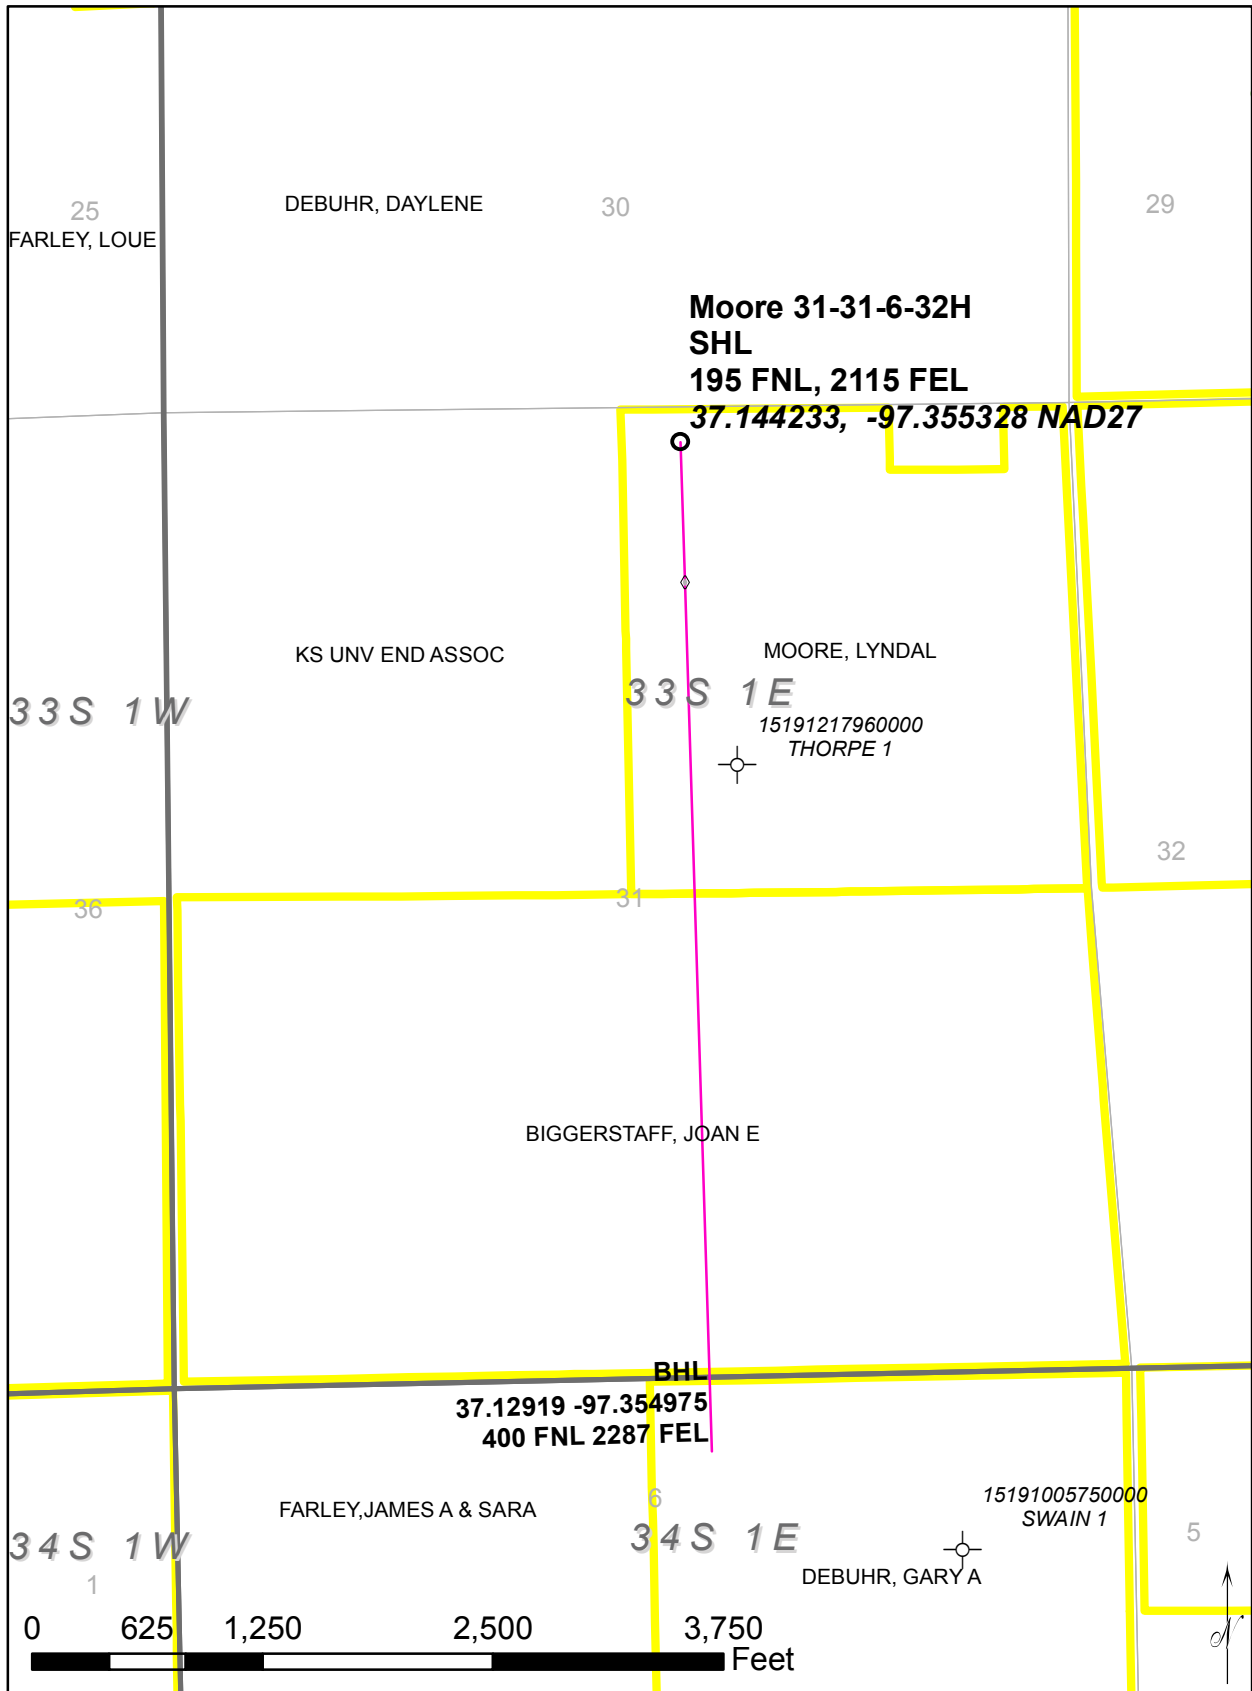 DEBUHR, DAYLENE
25
30
29
FARLEY, LOUE
Moore 31-31-6-32H
SHL
195 FNL, 2115 FEL
37.144233, -97.355328 NAD27
KS UNV END ASSOC
MOORE, LYNDAL
33S 1W
33S 1E
15191217960000
THORPE 1
32
36
31
BIGGERSTAFF, JOAN E
BHL
37.12919 -97.354975
400 FNL 2287 FEL
FARLEY,JAMES A & SARA
6
15191005750000
SWAIN 1
5
34S 1W
34S 1E
1
DEBUHR, GARY A
0 625 1,250 2,500 3,750
Feet
N